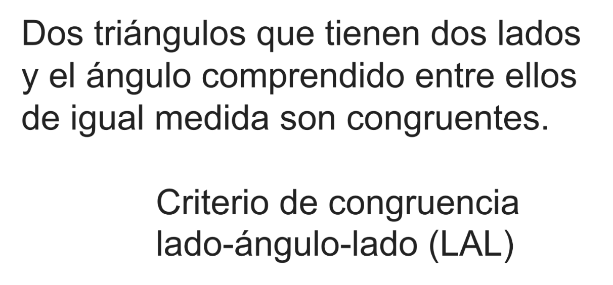 Dos triángulos que tienen dos lados
y el ángulo comprendido entre ellos
de igual medida son congruentes.
Criterio de congruencia
lado-ángulo-lado (LAL)